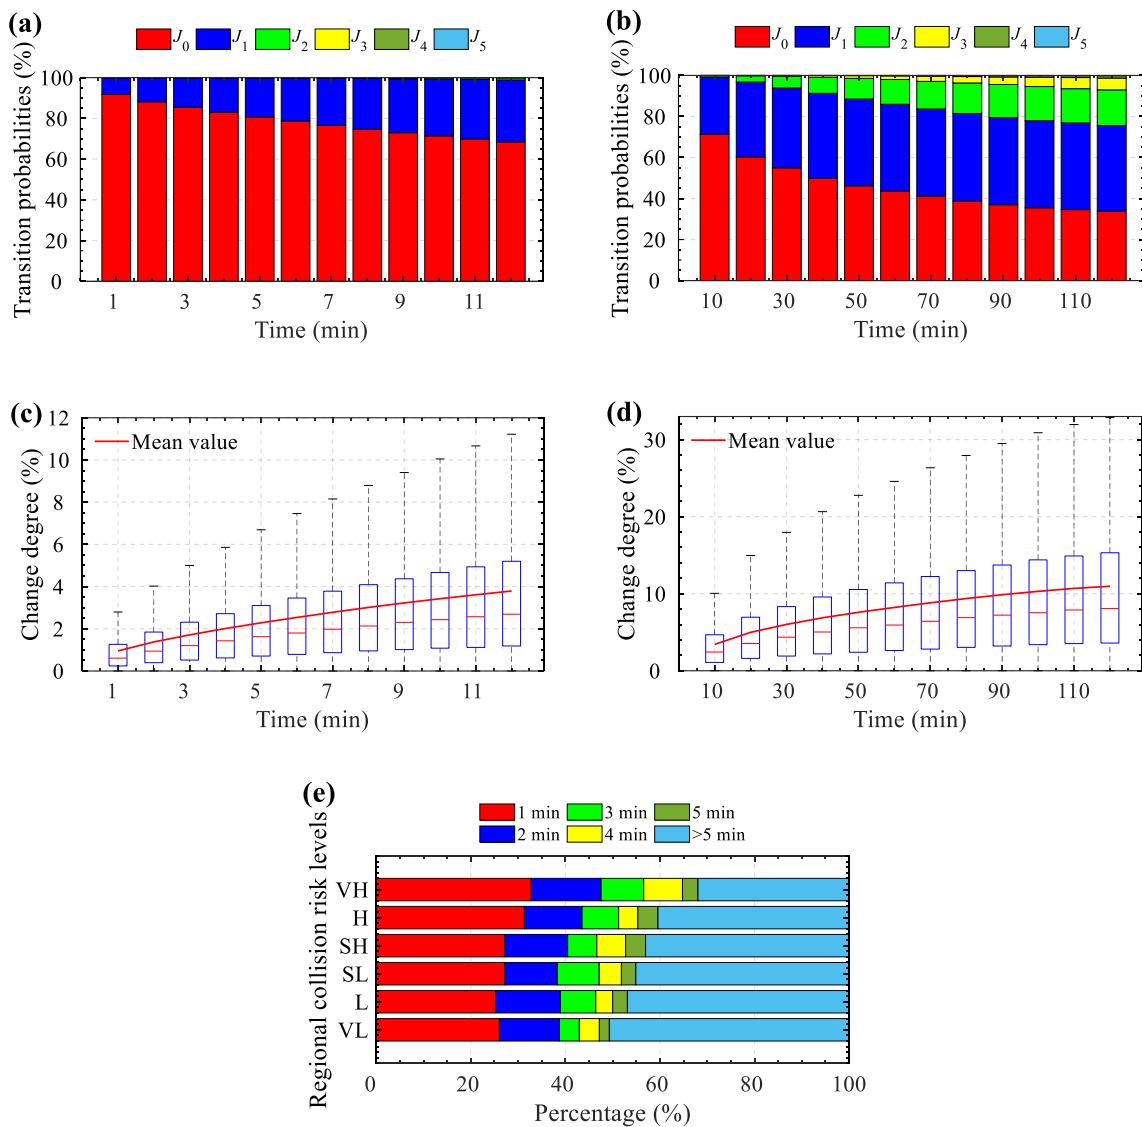 (a)
J0 J1 J2 J3 J4 J5
Transition probabilities (%)
100
80
60
40
20
0
1 3 5 7 9 11
Time (min)
(b)
J0 J1 J2 J3 J4 J5
Transition probabilities (%)
100
80
60
40
20
0
10 30 50 70 90 110
Time (min)
(c)
Mean value
Change degree (%)
12
10
8
6
4
2
0
1 3 5 7 9 11
Time (min)
(d)
Mean value
Change degree (%)
30
20
10
0
10 30 50 70 90 110
Time (min)
(e)
1 min 3 min 5 min
2 min 4 min >5 min
Regional collision risk levels
VH
H
SH
SL
L
VL
0 20 40 60 80 100
Percentage (%)